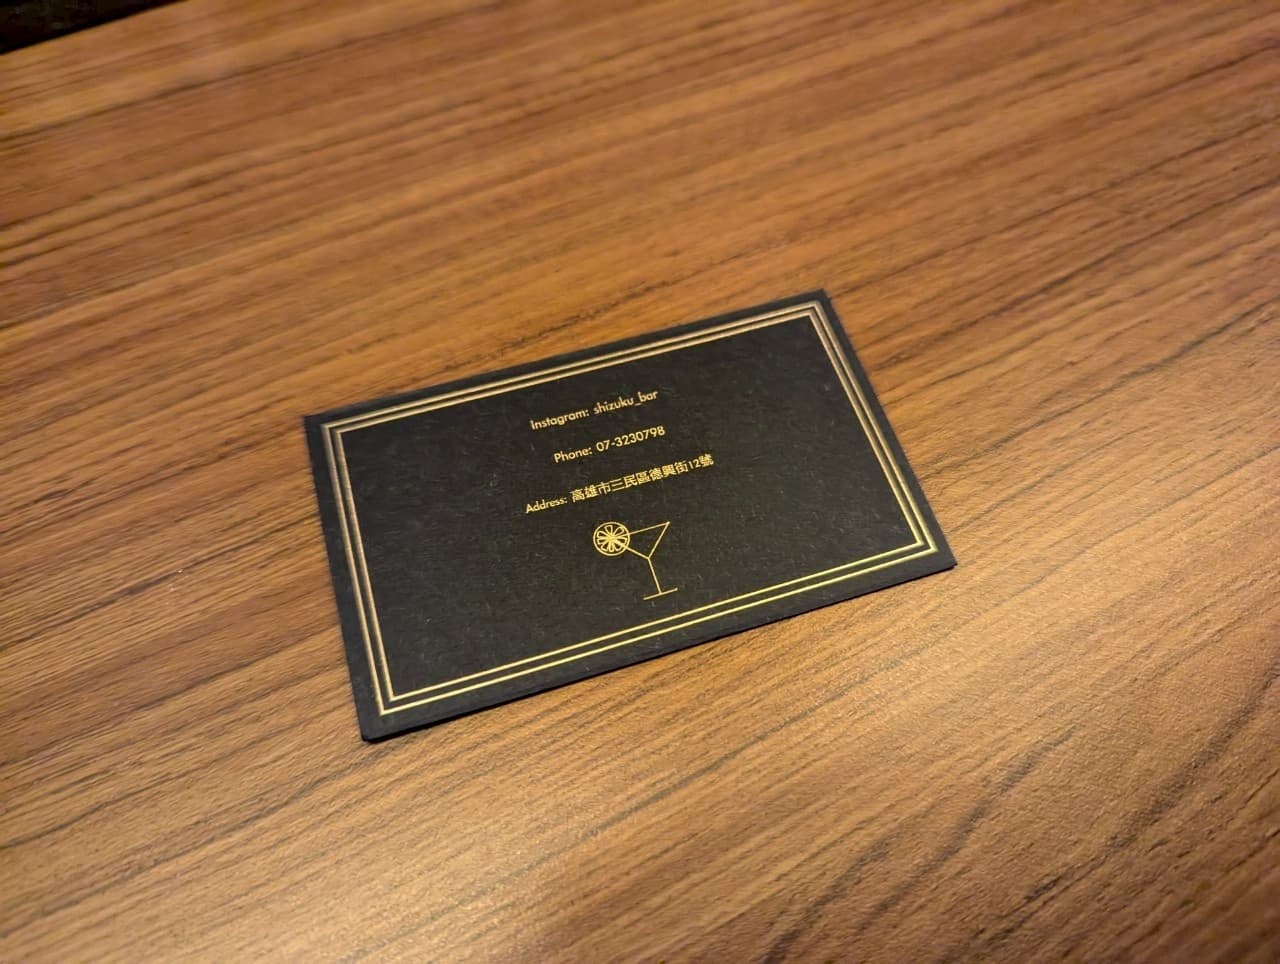 Instagram: shizuku_bar
Phone: 07-3230798
Address: 高雄市三民區德興街12號